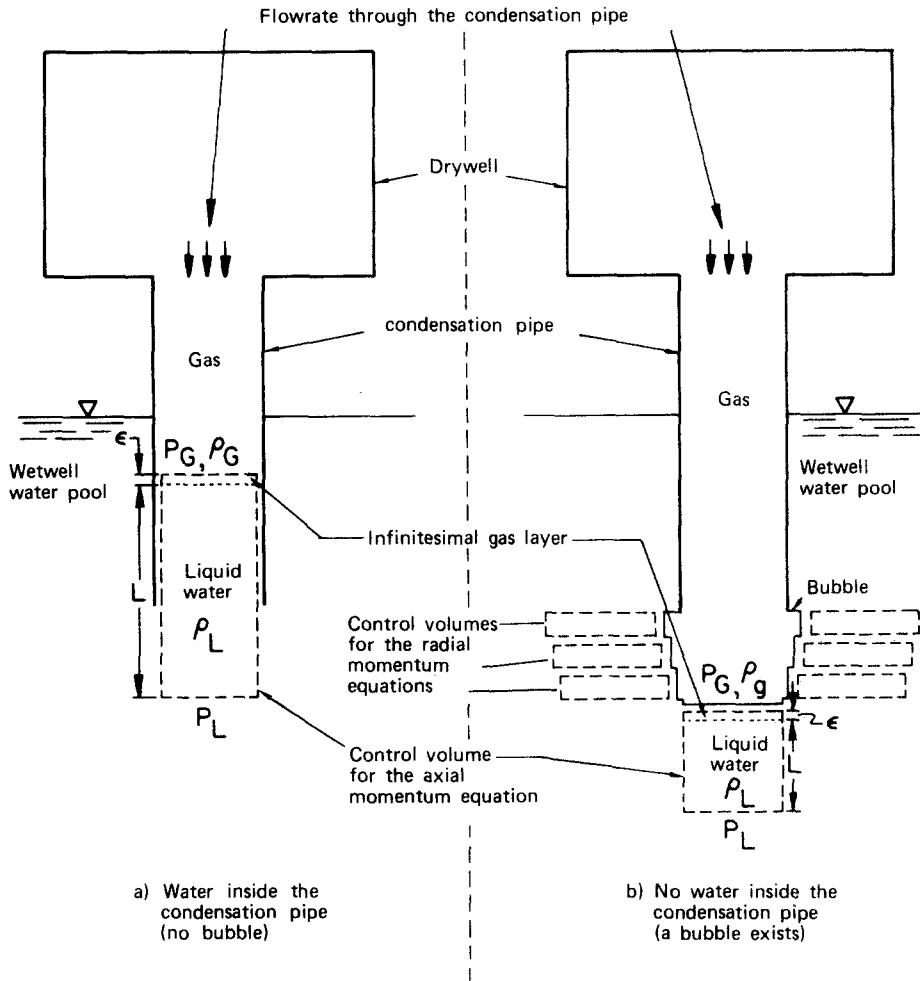 Flowrate through the condensation pipe
Drywell
condensation pipe
Gas
Gas
ϵ
P_G, ρ_G
Wetwell
water pool
Wetwell
water pool
Infinitesimal gas layer
L
Liquid
water
ρ_L
P_L
Bubble
Control volumes
for the radial
momentum
equations
P_G, ρ_g
ϵ
Liquid
water
L
ρ_L
P_L
Control volume
for the axial
momentum equation
a) Water inside the
condensation pipe
(no bubble)
b) No water inside the
condensation pipe
(a bubble exists)